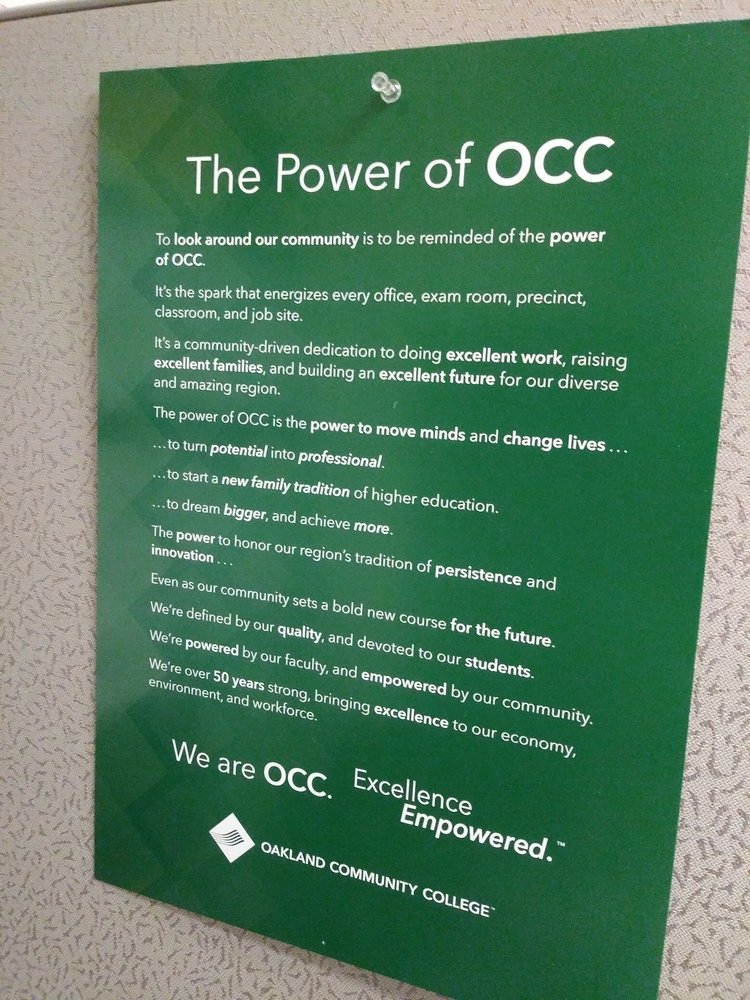 The Power of OCC
To look around our community is to be reminded of the power
of OCC.
It's the spark that energizes every office, exam room, precinct,
classroom, and job site.
It's a community-driven dedication to doing excellent work, raising
excellent families, and building an excellent future for our diverse
and amazing region.
The power of OCC is the power to move minds and change lives . . .
. . . to turn potential into professional.
. . . to start a new family tradition of higher education.
. . . to dream bigger, and achieve more.
The power to honor our region's tradition of persistence and
innovation . . .
Even as our community sets a bold new course for the future.
We're defined by our quality, and devoted to our students.
We're powered by our faculty, and empowered by our community.
We're over 50 years strong, bringing excellence to our economy,
environment, and workforce.
We are OCC. Excellence
Empowered.™
OAKLAND COMMUNITY COLLEGE™